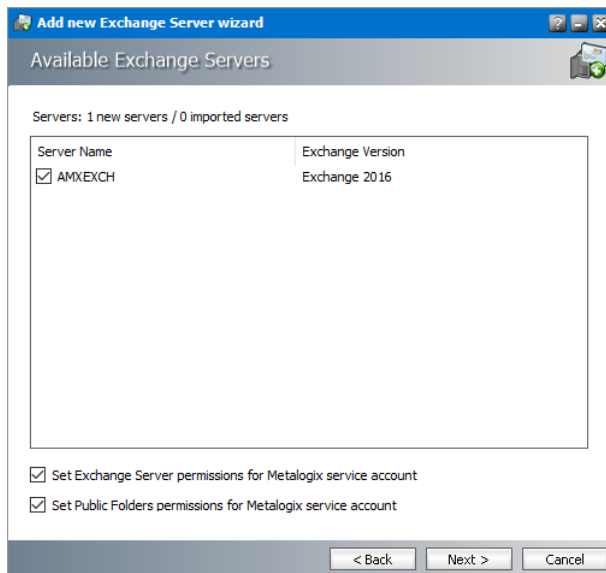 Add new Exchange Server wizard
Available Exchange Servers
Servers: 1 new servers / 0 imported servers
Server Name Exchange Version
AMXEXCH Exchange 2016
Set Exchange Server permissions for Metalogix service account
Set Public Folders permissions for Metalogix service account
< Back Next > Cancel